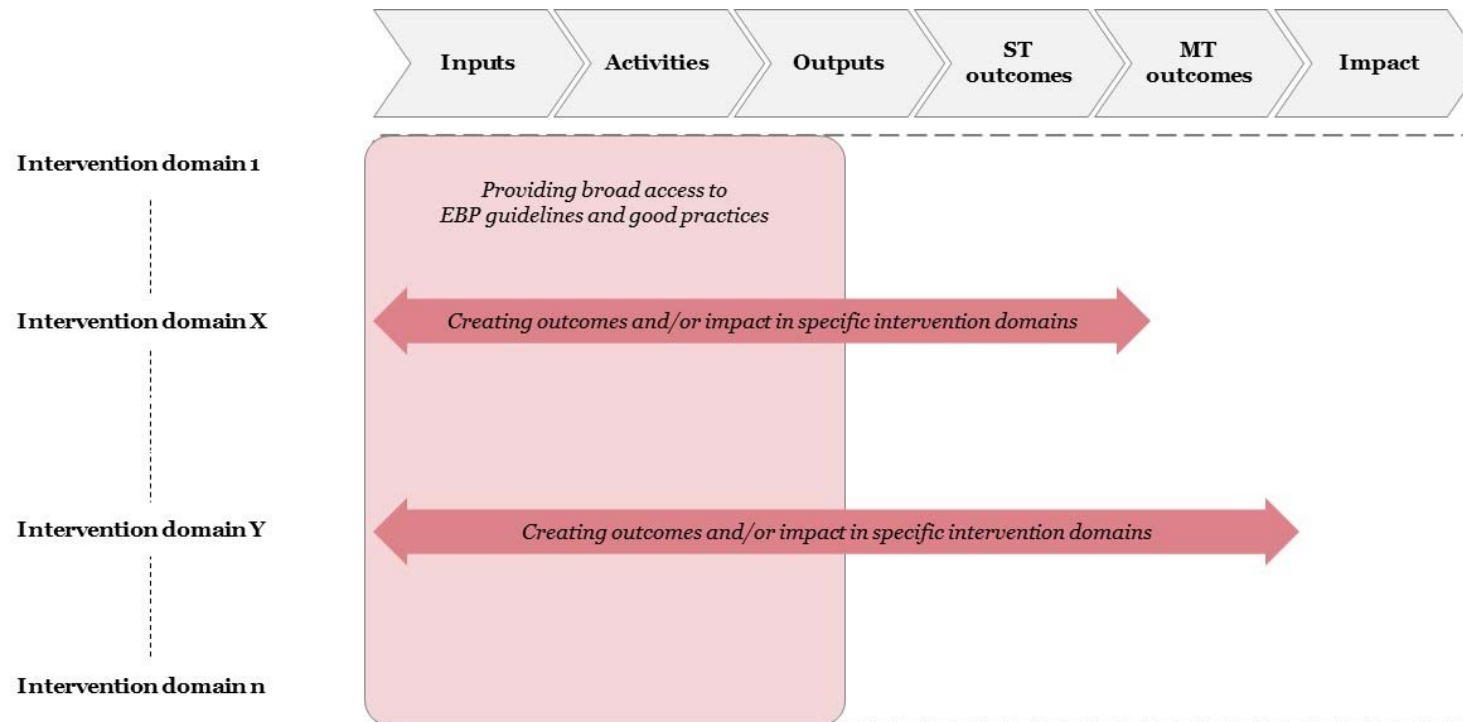 Inputs
Activities
Outputs
ST
outcomes
MT
outcomes
Impact
Intervention domain 1
Providing broad access to
EBP guidelines and good practices
Intervention domain X
Creating outcomes and/or impact in specific intervention domains
Intervention domain Y
Creating outcomes and/or impact in specific intervention domains
Intervention domain n